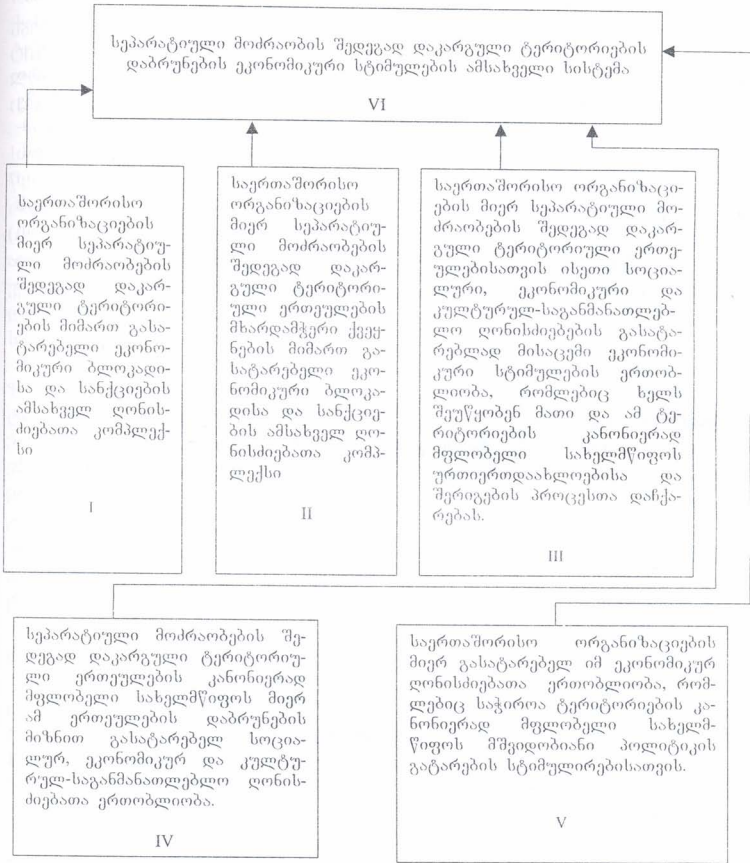 სეპარატიული მოძრაობის შედეგად დაკარგული ტერიტორიების
დაბრუნების ეკონომიკური სტიმულების ამსახველი სისტემა
VI
საერთაშორისო
ორგანიზაციების
მიერ სეპარატიუ-
ლი მოძრაობების
შედეგად დაკარ-
გული ტერიტორი-
ების მიმართ გასა-
ტარებელი ეკონო-
მიკური ბლოკადი-
სა და სანქციების
ამსახველ ღონის-
ძიებათა კომპლექ-
სი
I
საერთაშორისო
ორგანიზაციების
მიერ სეპარატიუ-
ლი მოძრაობების
შედეგად დაკარ-
გული ტერიტორი-
ული ერთეულების
მხარდამჭერი ქვეყ-
ნების მიმართ გა-
სატარებელი ეკო-
ნომიკური ბლოკა-
დისა და სანქციე-
ბის ამსახველ ღო-
ნისძიებათა კომპ-
ლექსი
II
საერთაშორისო ორგანიზაცი-
ების მიერ სეპარატიული მო-
ძრაობების შედეგად დაკარ-
გული ტერიტორიული ერთე-
ულებისათვის ისეთი სოცია-
ლური, ეკონომიკური და
კულტურულ-საგანმანათლებ-
ლო ღონისძიებების გასატა-
რებლად მისაცემი ეკონომი-
კური სტიმულების ერთობ-
ლიობა, რომლებიც ხელს
შეუწყობენ მათი და ამ ტე-
რიტორიების კანონიერად
მფლობელი სახელმწიფოს
ურთიერთდაახლოებისა და
შერიგების პროცესთა დაჩქა-
რებას.
III
სეპარატიული მოძრაობების შე-
დეგად დაკარგული ტერიტორიუ-
ლი ერთეულების კანონიერად
მფლობელი სახელმწიფოს მიერ
ამ ერთეულების დაბრუნების
მიზნით გასატარებელ სოცია-
ლურ, ეკონომიკურ და კულტუ-
რულ-საგანმანათლებლო ღონის-
ძიებათა ერთობლიობა.
IV
საერთაშორისო ორგანიზაციების
მიერ გასატარებელ იმ ეკონომიკურ
ღონისძიებათა ერთობლიობა, რომ-
ლებიც საჭიროა ტერიტორიების კა-
ნონიერად მფლობელი სახელმ-
წიფოს მშვიდობიანი პოლიტიკის
გატარების სტიმულირებისათვის.
V